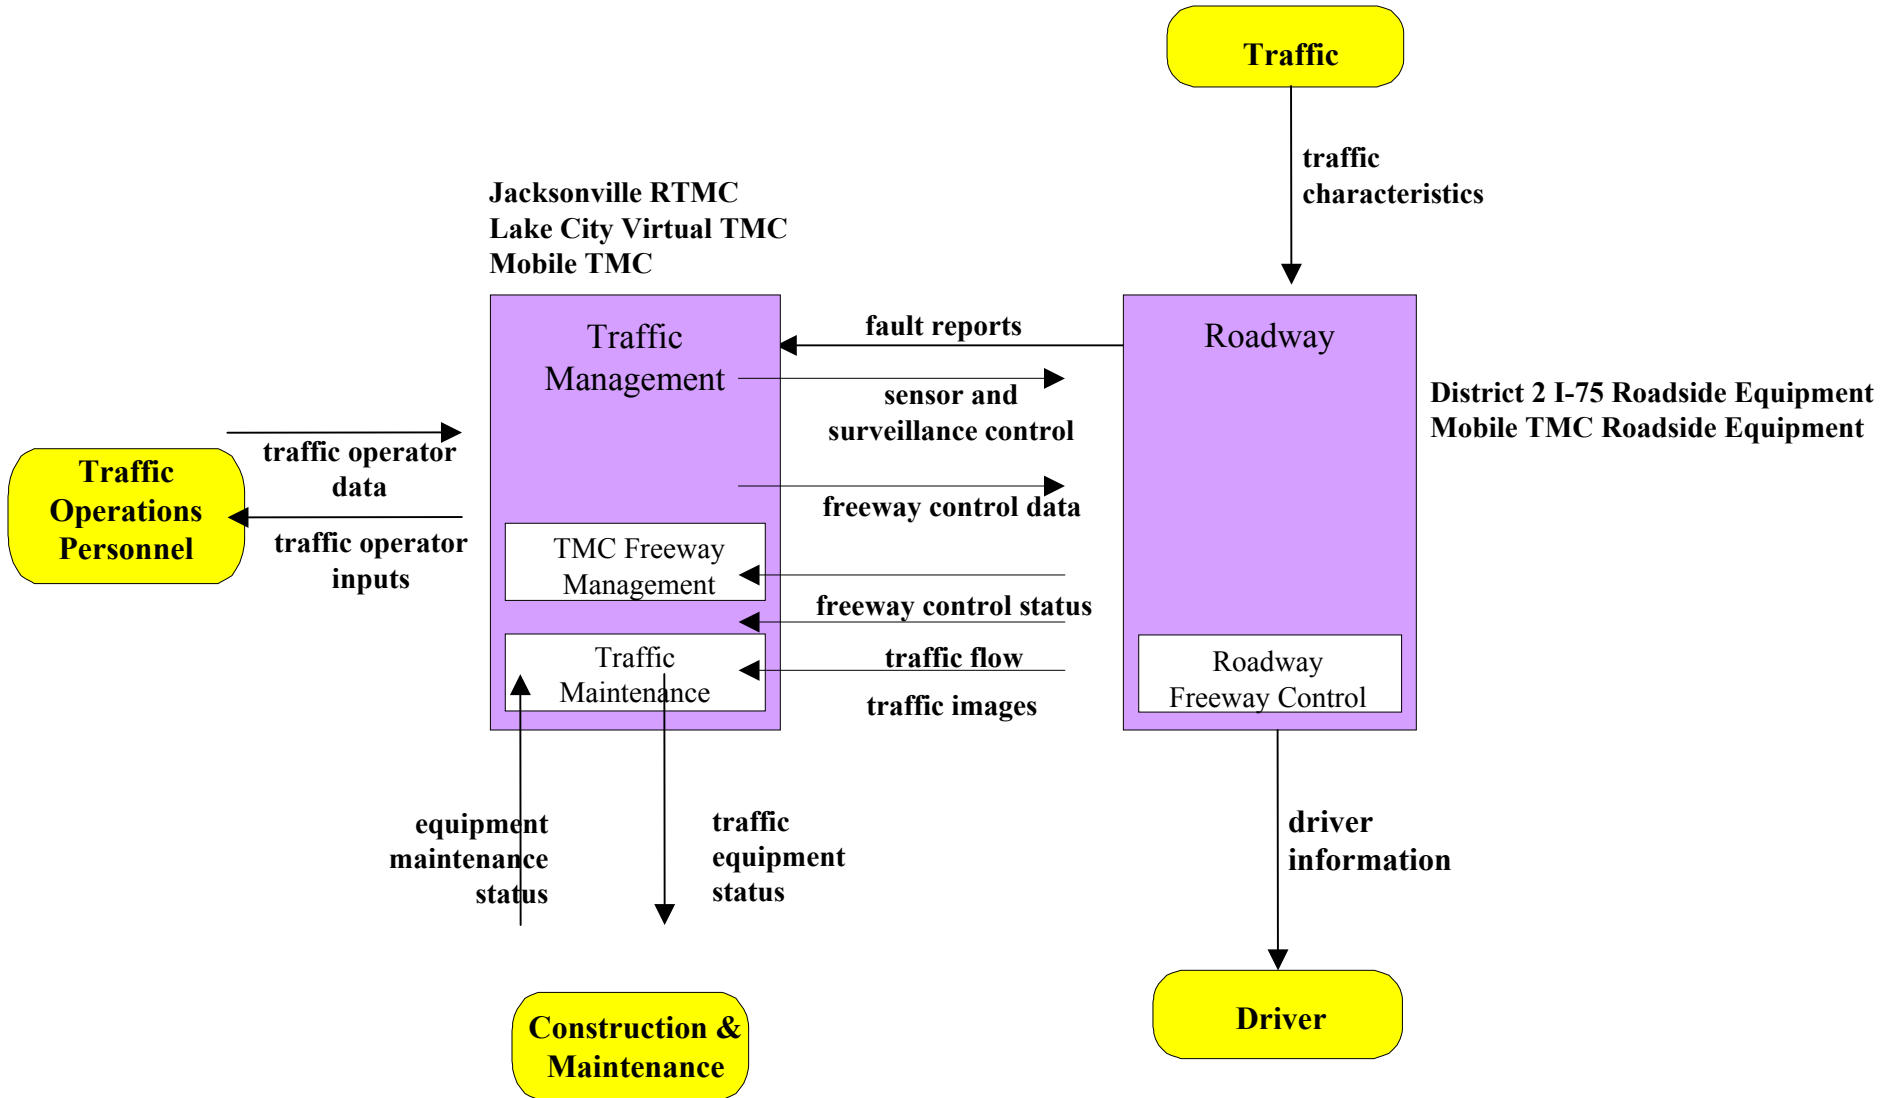 Traffic
traffic
characteristics
Jacksonville RTMC
Lake City Virtual TMC
Mobile TMC
Traffic
Management
fault reports
Roadway
sensor and
surveillance control
District 2 I-75 Roadside Equipment
Mobile TMC Roadside Equipment
traffic operator
data
Traffic
Operations
Personnel
freeway control data
traffic operator
inputs
TMC Freeway
Management
freeway control status
Traffic
Maintenance
traffic flow
traffic images
Roadway
Freeway Control
equipment
maintenance
status
traffic
equipment
status
driver
information
Construction &
Maintenance
Driver